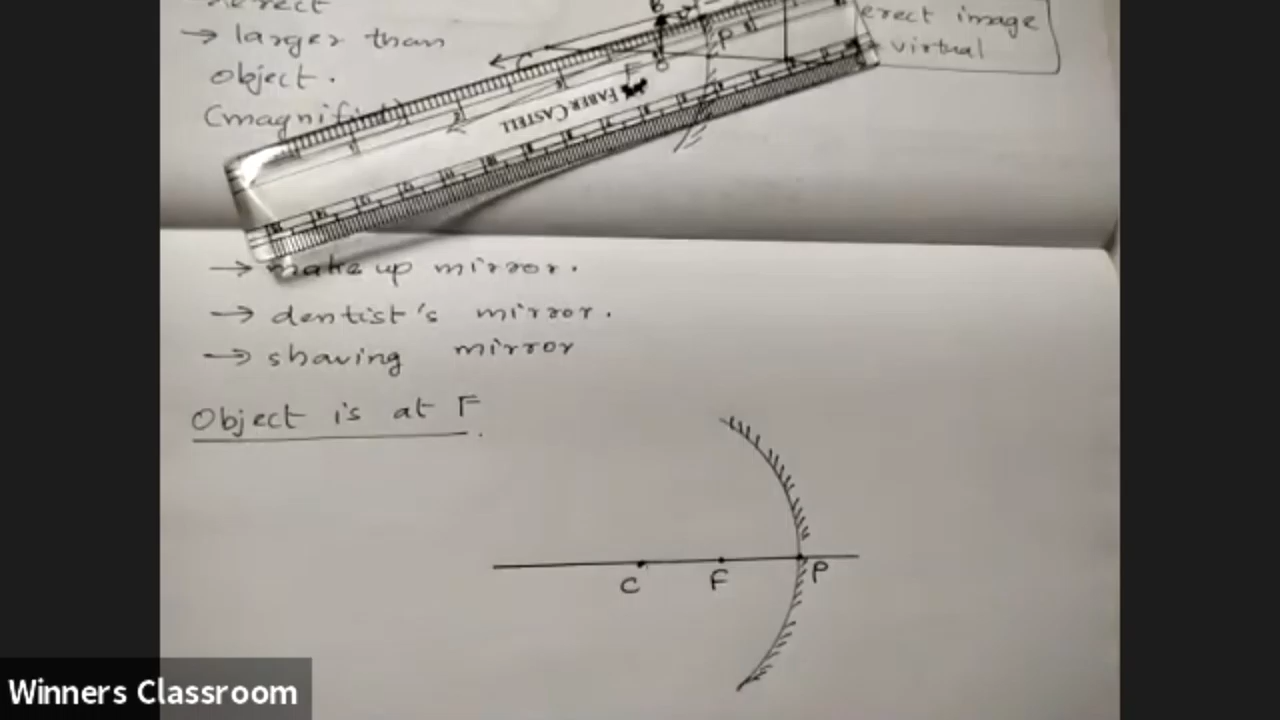 → larger than
object.
erect image
virtual
B
P
FABER CASTELL
→ make up mirror.
→ dentist's mirror.
→ shaving mirror
Object is at F
C F P
Winners Classroom